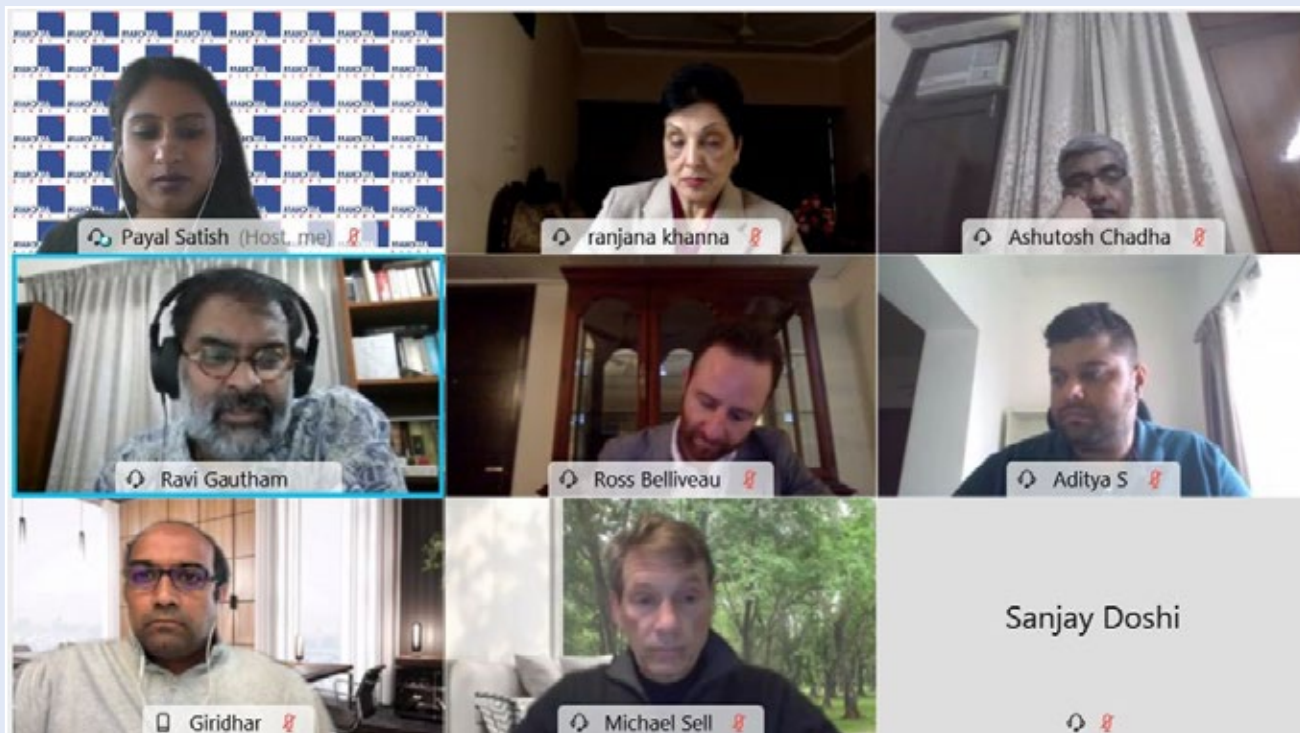 Payal Satish (Host, me)
ranjana khanna
Ashutosh Chadha
Ravi Gautham
Ross Belliveau
Aditya S
Giridhar
Michael Sell
Sanjay Doshi